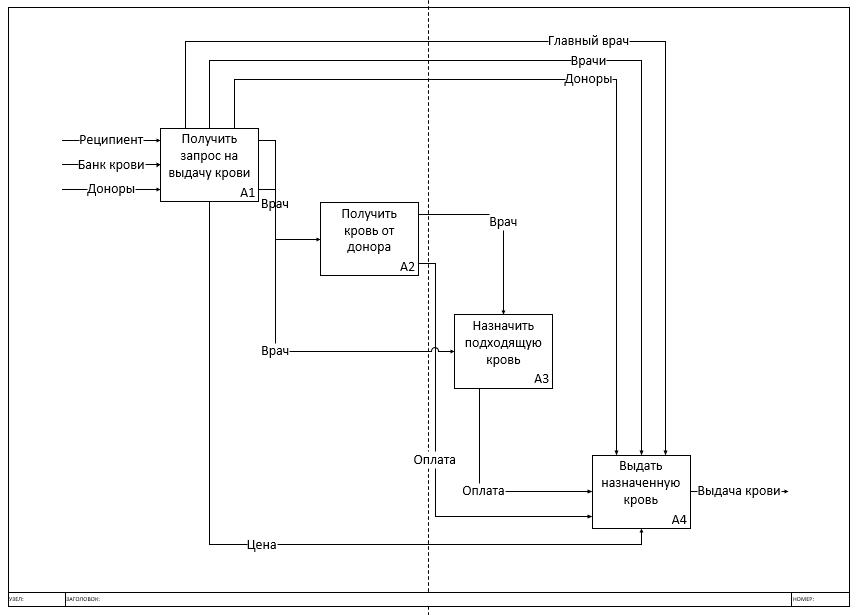 Главный врач
Врачи
Доноры
Реципиент
Банк крови
Доноры
Получить
запрос на
выдачу крови
A1
Врач
Получить
кровь от
донора
A2
Врач
Врач
Назначить
подходящую
кровь
A3
Оплата
Оплата
Выдать
назначенную
кровь
A4
Выдача крови
Цена
УЗЕЛ:
ЗАГОЛОВОК:
НОМЕР: